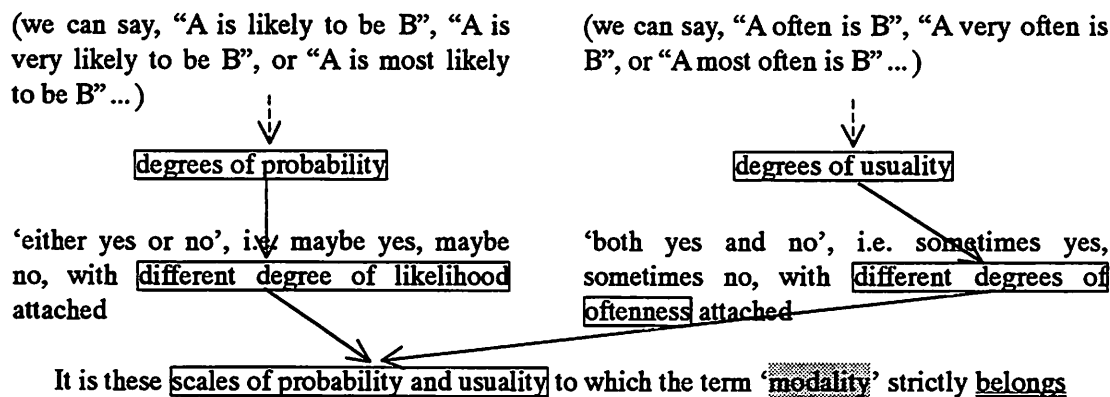 (we can say, “A is likely to be B”, “A is
very likely to be B”, or “A is most likely
to be B” ...)
degrees of probability
‘either yes or no’, i.e. maybe yes, maybe
no, with different degree of likelihood
attached
(we can say, “A often is B”, “A very often is
B”, or “A most often is B” ...)
degrees of usuality
‘both yes and no’, i.e. sometimes yes,
sometimes no, with different degrees of
oftenness attached
It is these scales of probability and usuality to which the term ‘modality’ strictly belongs